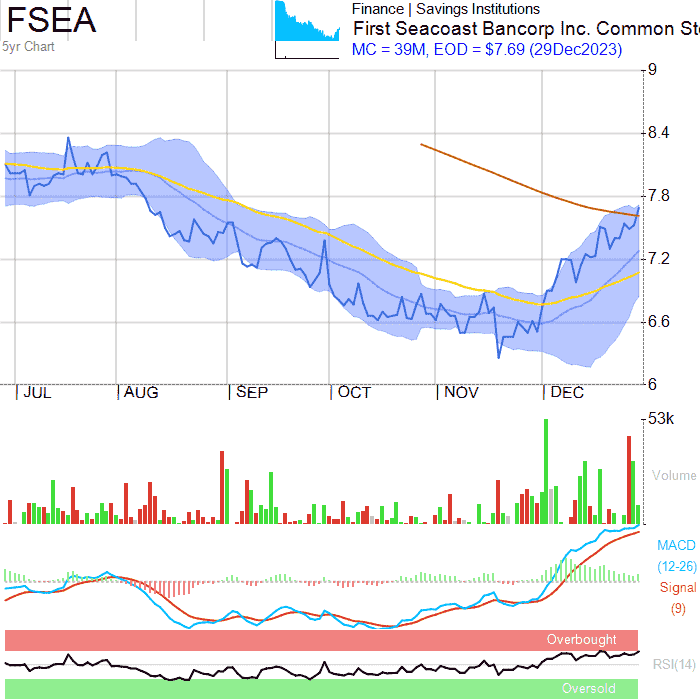 FSEA
5yr Chart
Finance | Savings Institutions
First Seacoast Bancorp Inc. Common St
MC = 39M, EOD = $7.69 (29Dec2023)
9
8.4
7.8
7.2
6.6
6
JUL AUG SEP OCT NOV DEC
53k
Volume
MACD
(12-26)
Signal
(9)
Overbought
RSI(14)
Oversold